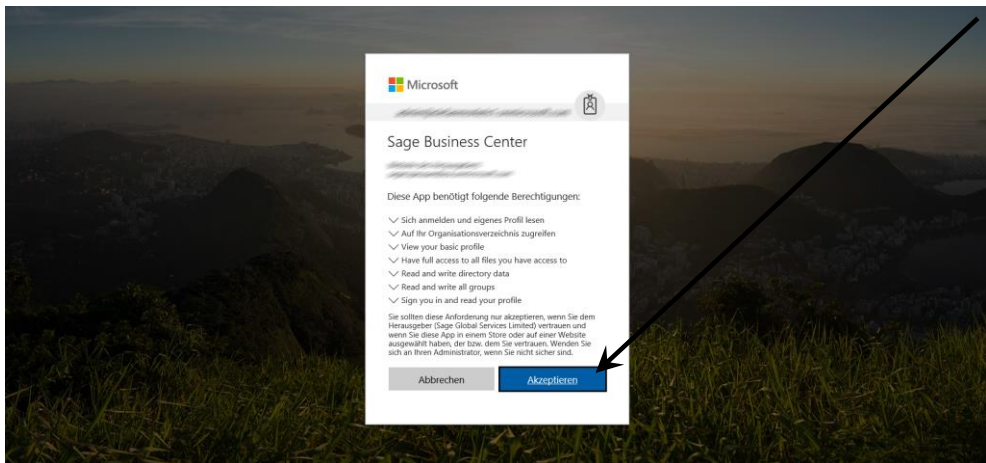 Microsoft
Sage Business Center
Diese App benötigt folgende Berechtigungen:
Sich anmelden und eigenes Profil lesen
Auf Ihr Organisationsverzeichnis zugreifen
View your basic profile
Have full access to all files you have access to
Read and write directory data
Read and write all groups
Sign you in and read your profile
Sie sollten diese Anforderung nur akzeptieren, wenn Sie dem
Herausgeber (Sage Global Services Limited) vertrauen und
wenn Sie diese App in einem Store oder auf einer Website
ausgewählt haben, der bzw. dem Sie vertrauen. Wenden Sie
sich an Ihren Administrator, wenn Sie nicht sicher sind.
Abbrechen
Akzeptieren